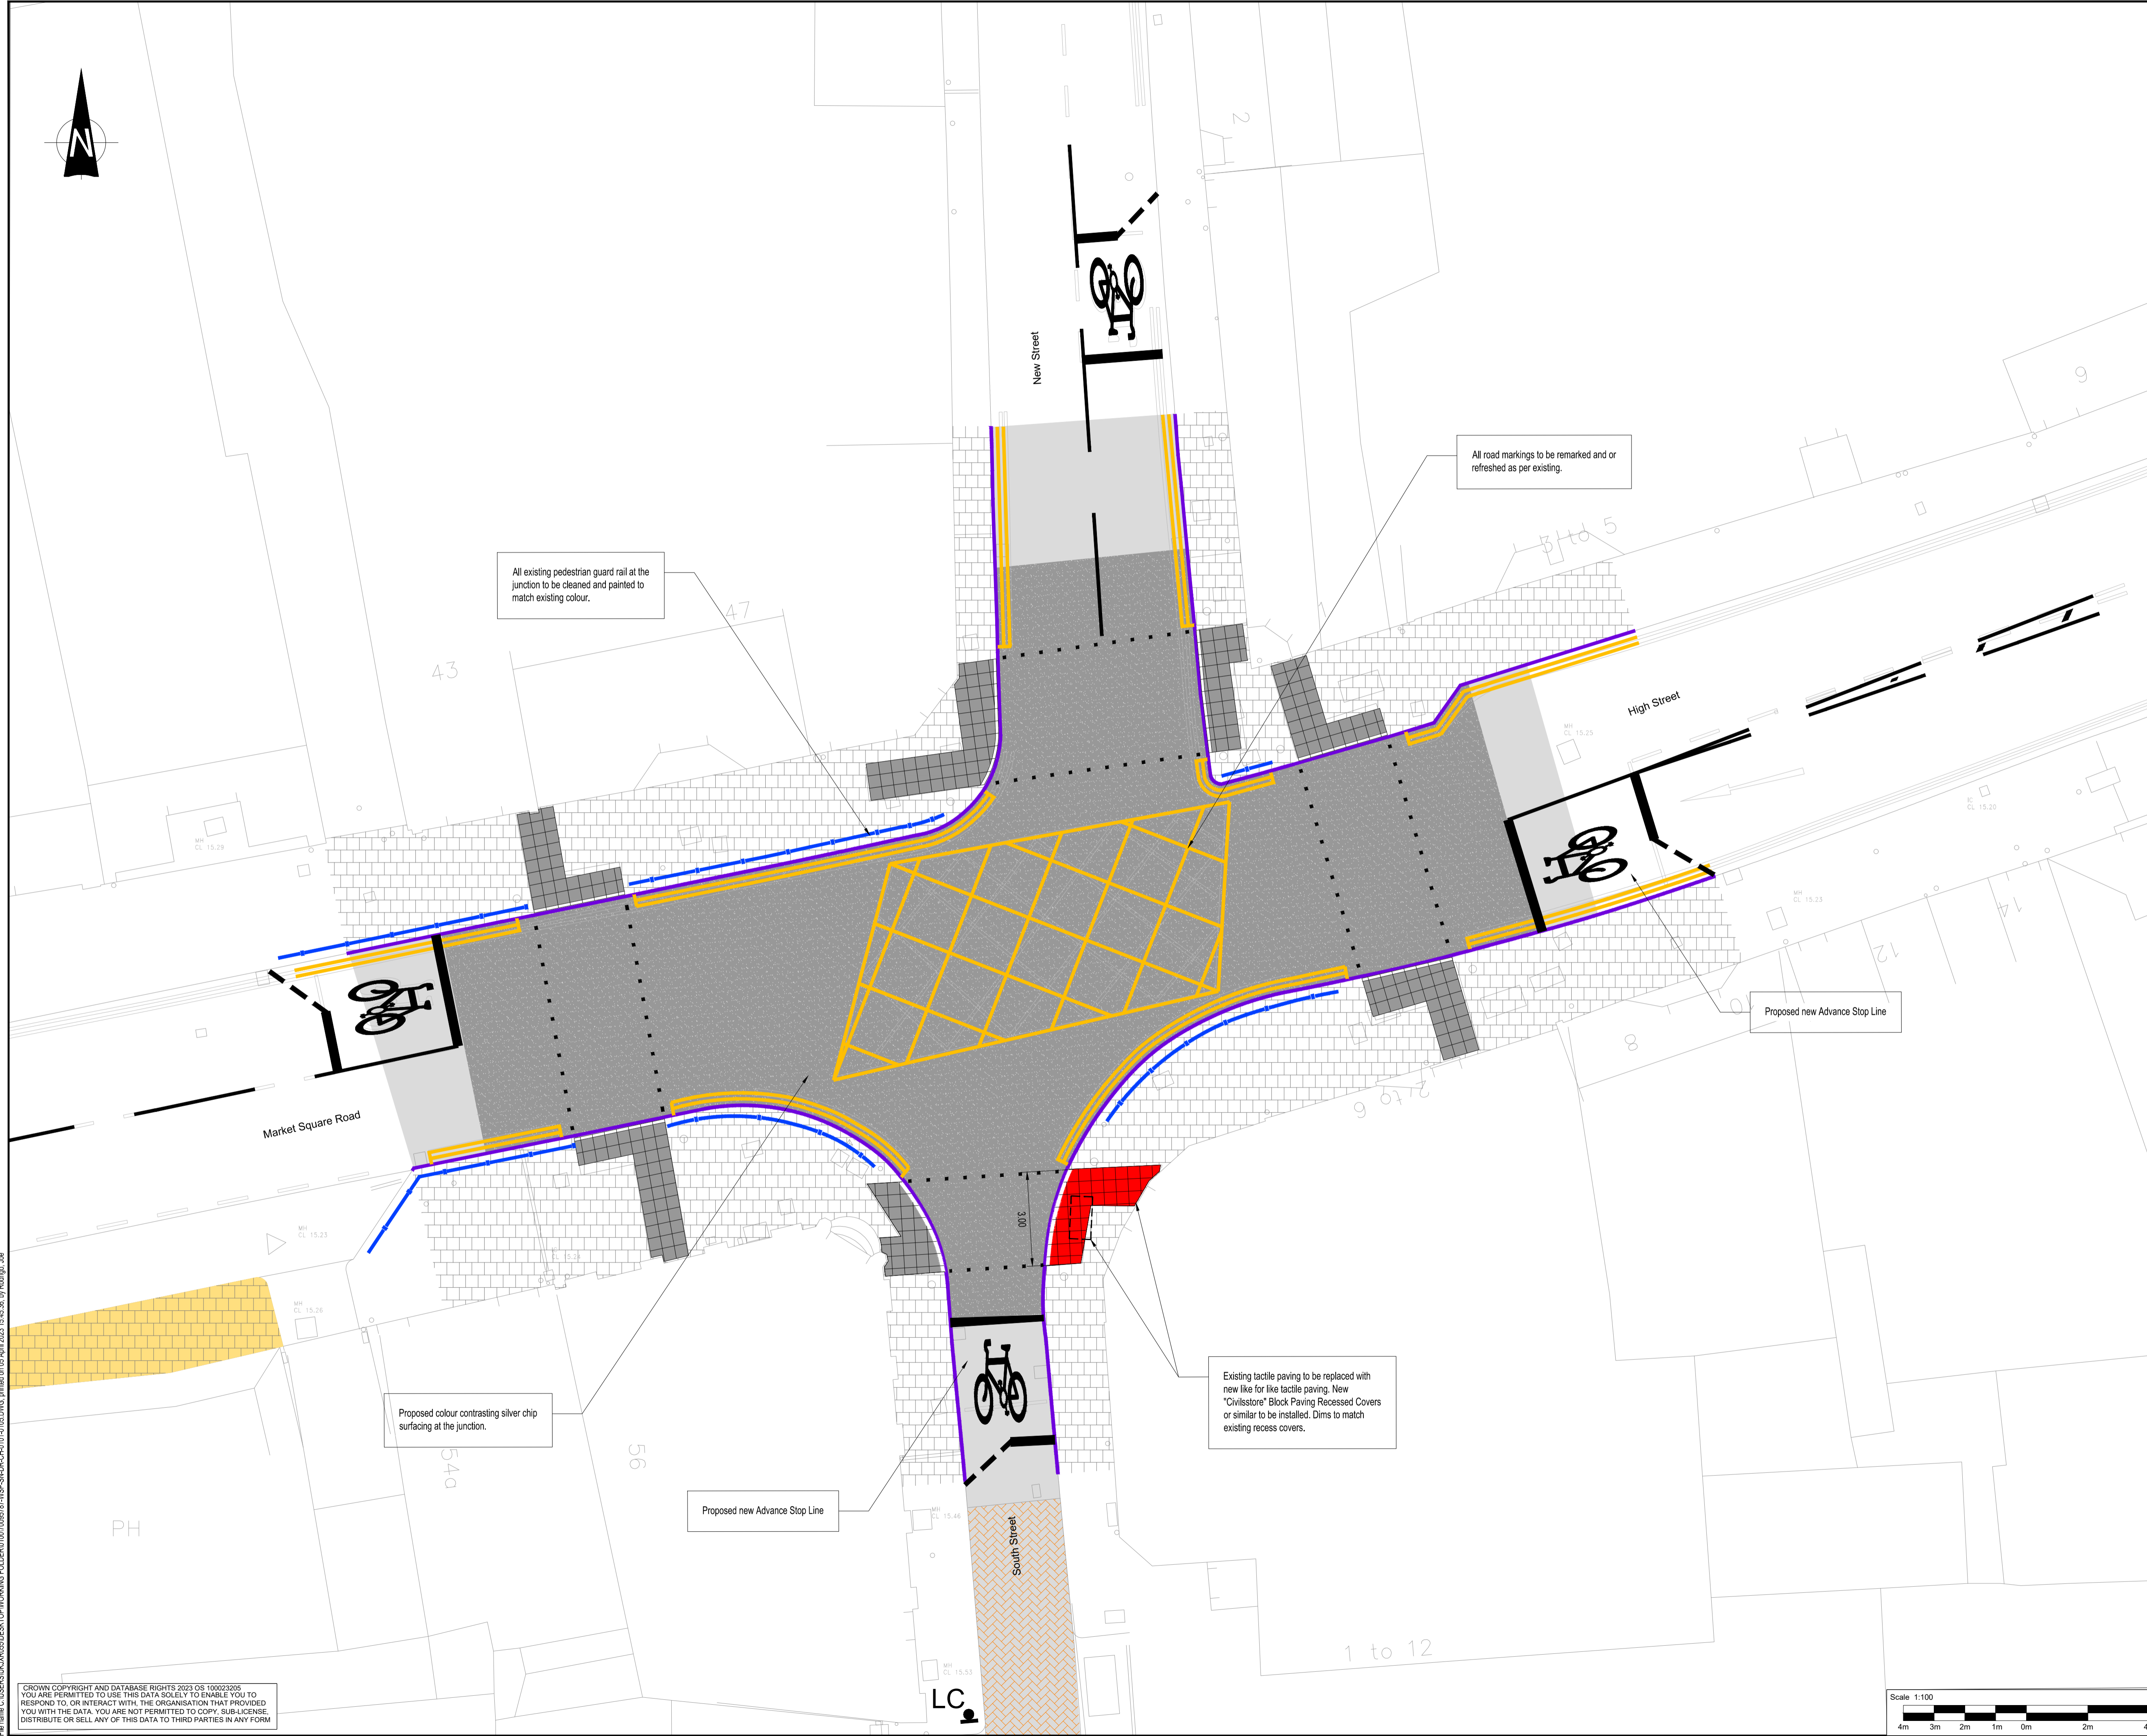 N
2
New Street
All road markings to be remarked and or
refreshed as per existing.
9
3 to 5
All existing pedestrian guard rail at the
junction to be cleaned and painted to
match existing colour.
47
43
1
High Street
MH
CL 15.25
IC
CL 15.20
MH
CL 15.29
MH
CL 15.23
14
12
10
8
Proposed new Advance Stop Line
2 to 6
Market Square Road
3.00
MH
CL 15.23
MH
CL 15.26
Existing tactile paving to be replaced with
new like for like tactile paving. New
"Civilsstore" Block Paving Recessed Covers
or similar to be installed. Dims to match
existing recess covers.
Proposed colour contrasting silver chip
surfacing at the junction.
54a
56
Proposed new Advance Stop Line
PH
MH
CL 15.46
South Street
1 to 12
MH
CL 15.53
LC
CROWN COPYRIGHT AND DATABASE RIGHTS 2023 OS 100023205
YOU ARE PERMITTED TO USE THIS DATA SOLELY TO ENABLE YOU TO
RESPOND TO, OR INTERACT WITH, THE ORGANISATION THAT PROVIDED
YOU WITH THE DATA. YOU ARE NOT PERMITTED TO COPY, SUB-LICENSE,
DISTRIBUTE OR SELL ANY OF THIS DATA TO THIRD PARTIES IN ANY FORM
Scale 1:100
4m 3m 2m 1m 0m 2m 4